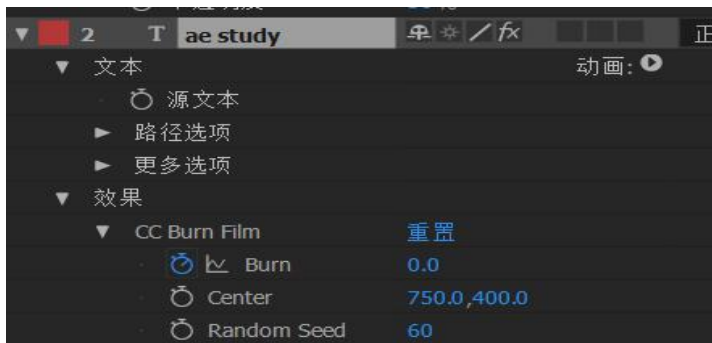 2 T ae study fx 正
文本 动画:
源文本
路径选项
更多选项
效果
CC Burn Film 重置
Burn 0.0
Center 750.0,400.0
Random Seed 60